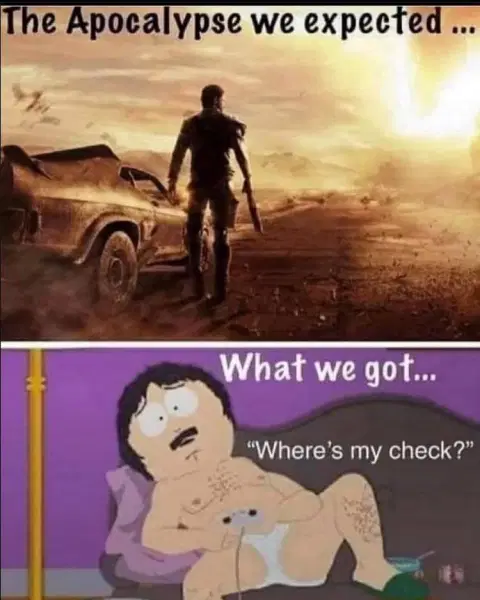 The Apocalypse we expected ...
What we got...
“Where’s my check?”